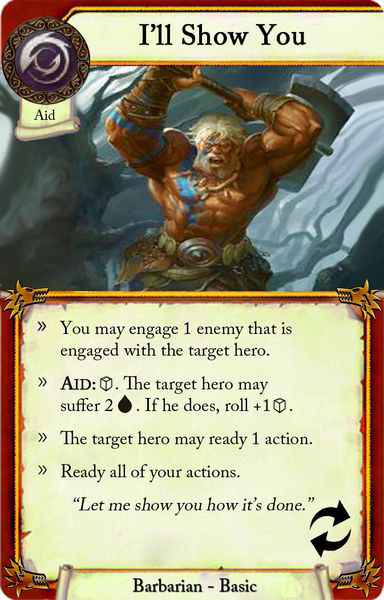 I'll Show You
Aid
» You may engage 1 enemy that is
engaged with the target hero.
» AID: . The target hero may
suffer 2 . If he does, roll +1 .
» The target hero may ready 1 action.
» Ready all of your actions.
“Let me show you how it's done.”
Barbarian - Basic